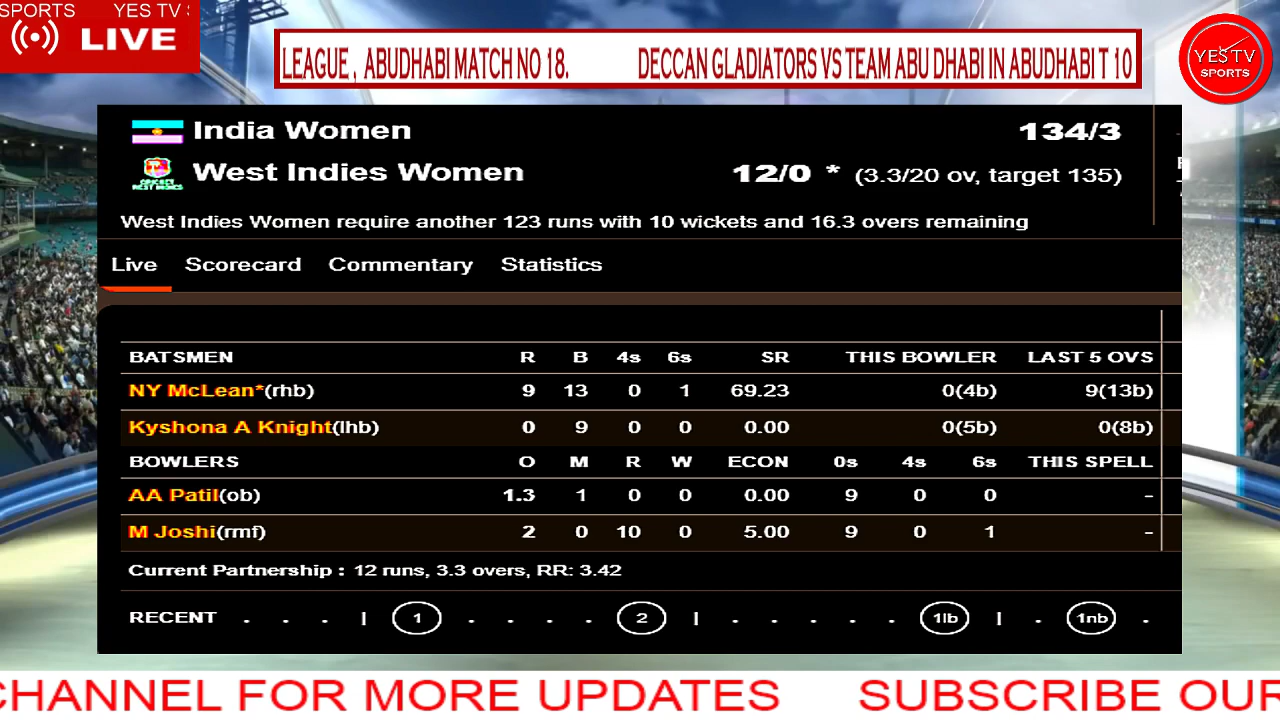 SPORTS YES TV :
LIVE
LEAGUE , ABUDHABI MATCH NO 18. DECCAN GLADIATORS VS TEAM ABU DHABI IN ABUDHABI T 10
YES TV
SPORTS
India Women 134/3
West Indies Women 12/0 * (3.3/20 ov, target 135)
West Indies Women require another 123 runs with 10 wickets and 16.3 overs remaining
Live Scorecard Commentary Statistics
BATSMEN R B 4s 6s SR THIS BOWLER LAST 5 OVS
NY McLean*(rhb) 9 13 0 1 69.23 0(4b) 9(13b)
Kyshona A Knight(lhb) 0 9 0 0 0.00 0(5b) 0(8b)
BOWLERS O M R W ECON 0s 4s 6s THIS SPELL
AA Patil(ob) 1.3 1 0 0 0.00 9 0 0 -
M Joshi(rmf) 2 0 10 0 5.00 9 0 1 -
Current Partnership : 12 runs, 3.3 overs, RR: 3.42
RECENT . . . | 1 . . . . 2 | . . . . . 1lb | . 1nb .
CHANNEL FOR MORE UPDATES SUBSCRIBE OUR